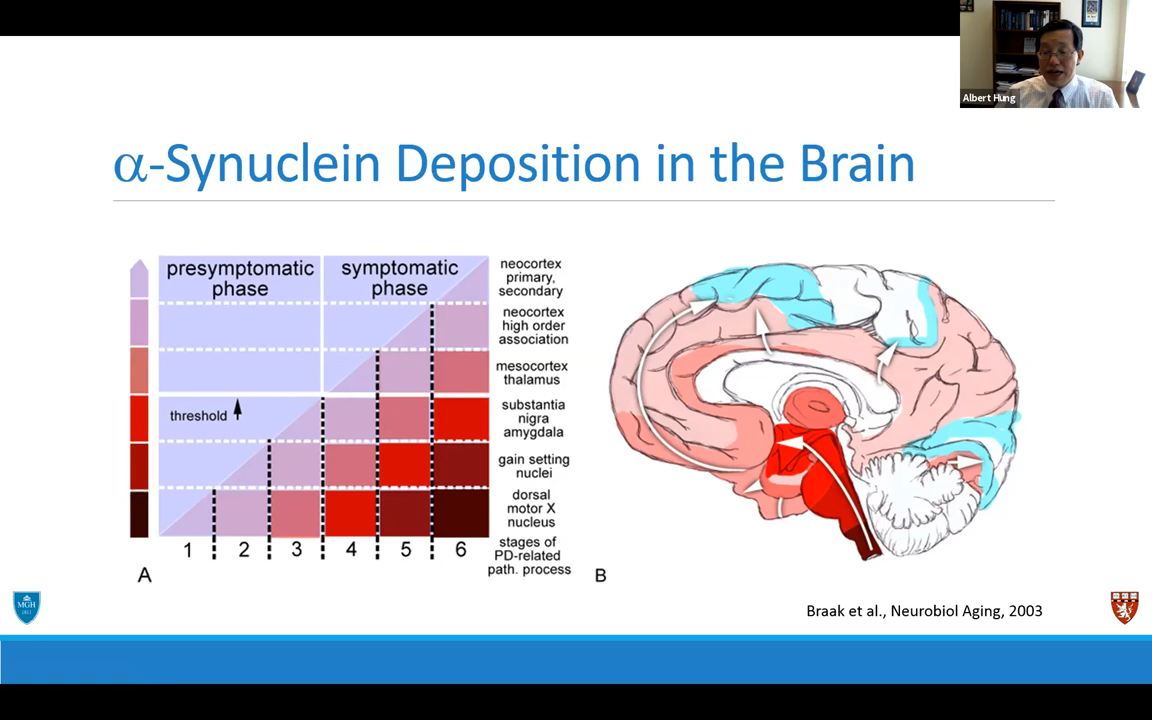 Albert Hung
α-Synuclein Deposition in the Brain
presymptomatic
phase
symptomatic
phase
neocortex
primary,
secondary
neocortex
high order
association
mesocortex
thalamus
threshold
substantia
nigra
amygdala
gain setting
nuclei
dorsal
motor X
nucleus
1 2 3 4 5 6
stages of
PD-related
path. process
A
B
Braak et al., Neurobiol Aging, 2003
MGH
1811